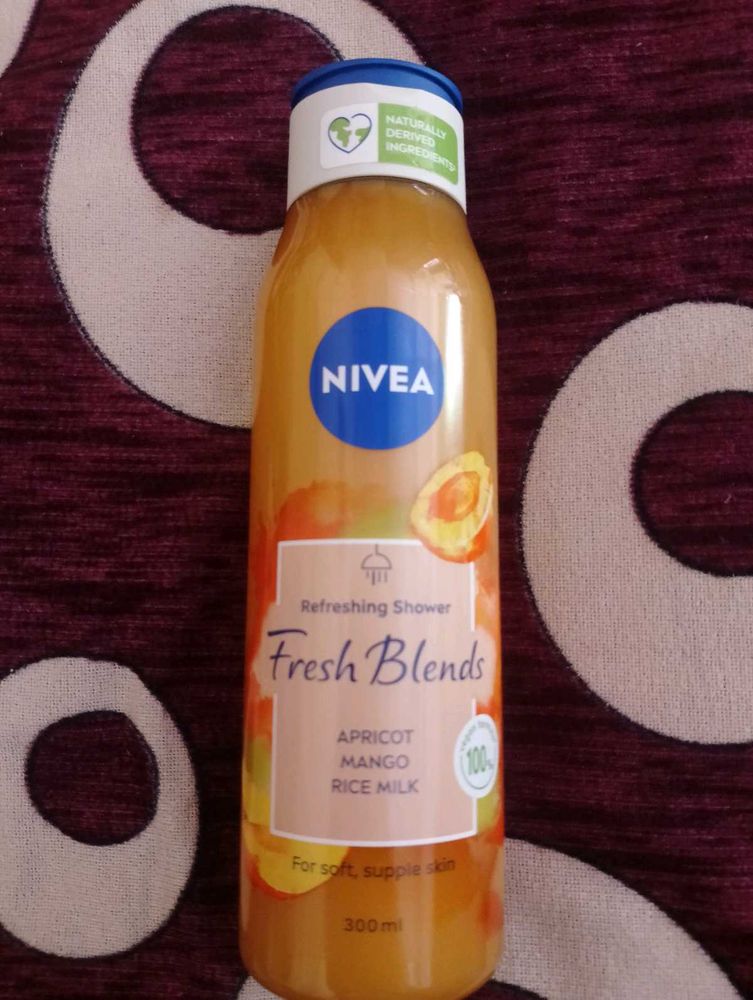 NATURALLY
DERIVED
INGREDIENTS
NIVEA
Refreshing Shower
Fresh Blends
APRICOT
MANGO
RICE MILK
vegan
100%
For soft, supple skin
300 ml